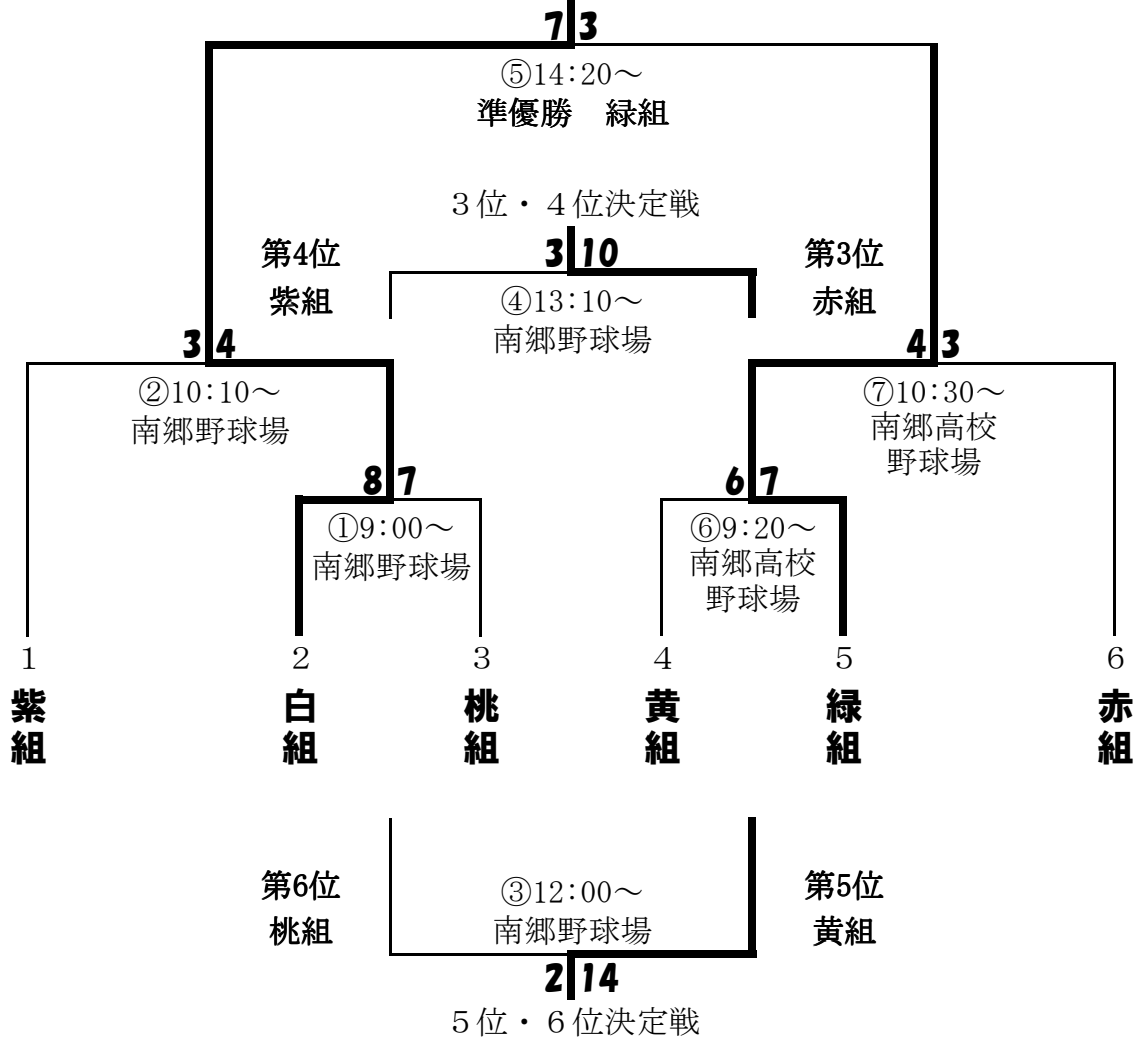 7 3
⑤14:20～
準優勝　緑組
３位・４位決定戦
第4位
紫組
3 10
第3位
赤組
④13:10～
南郷野球場
3 4
②10:10～
南郷野球場
4 3
⑦10:30～
南郷高校
野球場
8 7
①9:00～
南郷野球場
6 7
⑥9:20～
南郷高校
野球場
1 2 3 4 5 6
紫組 白組 桃組 黄組 緑組 赤組
第6位
桃組
③12:00～
南郷野球場
第5位
黄組
2 14
５位・６位決定戦